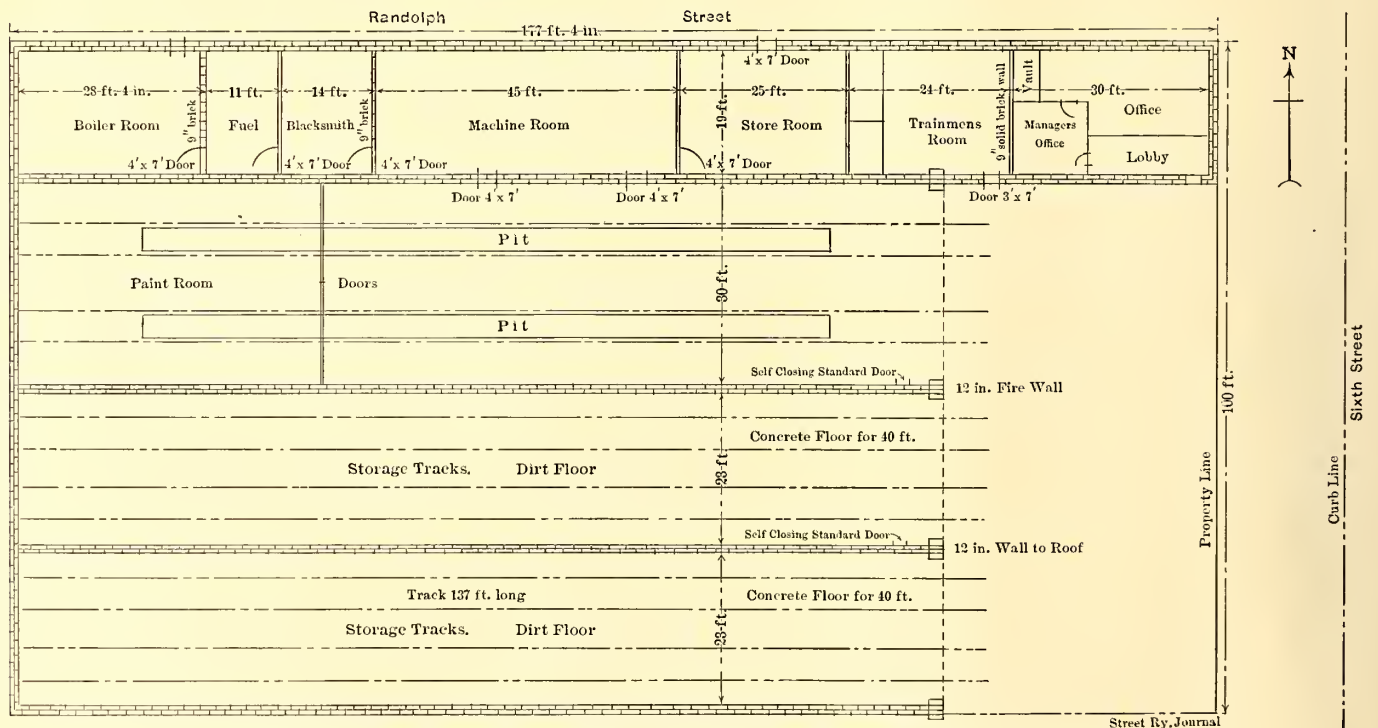 Randolph Street
177 ft. 4 in.
N
4'x 7' Door
28 ft. 4 in.
9" brick
11 ft.
14 ft.
9" brick
45 ft.
19 ft.
25 ft.
24 ft.
9" solid brick wall
Vault
30 ft.
Office
Boiler Room
Fuel
Blacksmith
Machine Room
Store Room
Trainmens
Room
Managers
Office
Lobby
4'x 7' Door
4'x 7' Door
4'x 7' Door
4'x 7' Door
Door 4'x 7'
Door 4'x 7'
Door 3'x 7'
Pit
Paint Room
Doors
30 ft.
Pit
Self Closing Standard Door
12 in. Fire Wall
100 ft.
Sixth Street
Concrete Floor for 40 ft.
Storage Tracks. Dirt Floor
23 ft.
Property Line
Curb Line
Self Closing Standard Door
12 in. Wall to Roof
Track 137 ft. long
Concrete Floor for 40 ft.
Storage Tracks. Dirt Floor
23 ft.
Street Ry. Journal